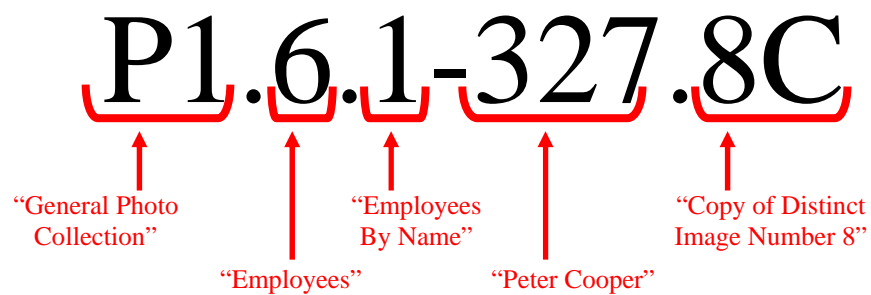 P1.6.1-327.8C
“General Photo
Collection”
“Employees”
“Employees
By Name”
“Peter Cooper”
“Copy of Distinct
Image Number 8”